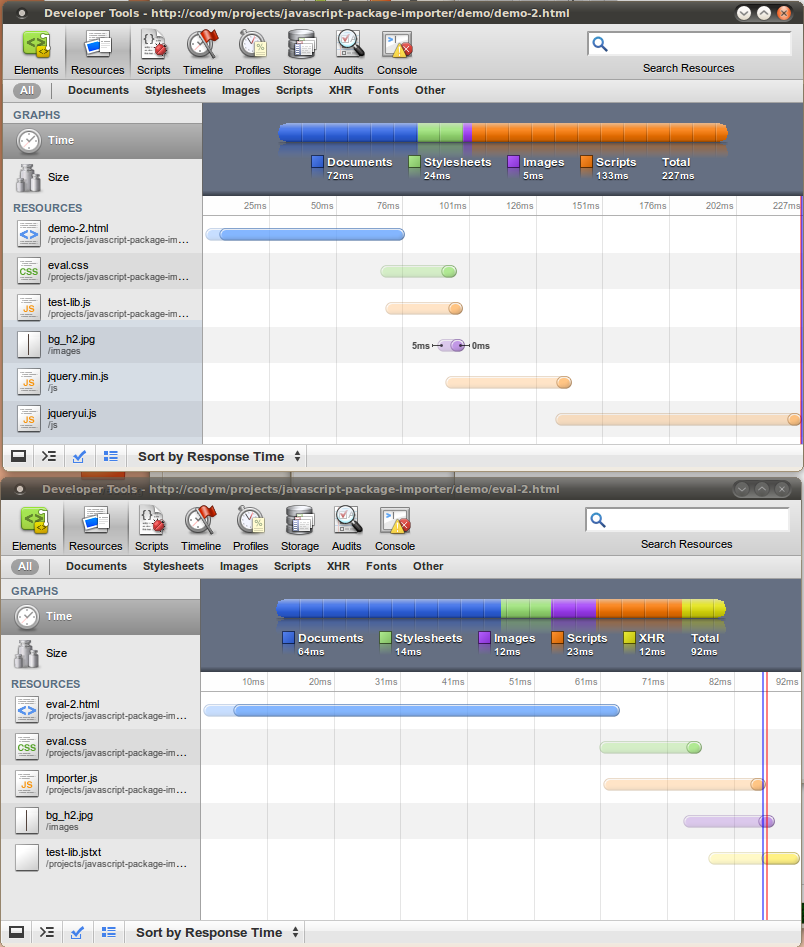 Developer Tools - http://codym/projects/javascript-package-importer/demo/demo-2.html
Elements Resources Scripts Timeline Profiles Storage Audits Console
Search Resources
All Documents Stylesheets Images Scripts XHR Fonts Other
GRAPHS
Time
Size
Documents Stylesheets Images Scripts Total
72ms 24ms 5ms 133ms 227ms
RESOURCES
25ms 50ms 76ms 101ms 126ms 151ms 176ms 202ms 227ms
demo-2.html
/projects/javascript-package-im...
eval.css
CSS
/projects/javascript-package-im...
test-lib.js
JS
/projects/javascript-package-im...
bg_h2.jpg
/images
5ms 0ms
jquery.min.js
JS
/js
jqueryui.js
JS
/js
Sort by Response Time
Developer Tools - http://codym/projects/javascript-package-importer/demo/eval-2.html
Elements Resources Scripts Timeline Profiles Storage Audits Console
Search Resources
All Documents Stylesheets Images Scripts XHR Fonts Other
GRAPHS
Time
Size
Documents Stylesheets Images Scripts XHR Total
64ms 14ms 12ms 23ms 12ms 92ms
RESOURCES
10ms 20ms 31ms 41ms 51ms 61ms 71ms 82ms 92ms
eval-2.html
/projects/javascript-package-im...
eval.css
CSS
/projects/javascript-package-im...
Importer.js
JS
/projects/javascript-package-im...
bg_h2.jpg
/images
test-lib.jstxt
/projects/javascript-package-im...
Sort by Response Time